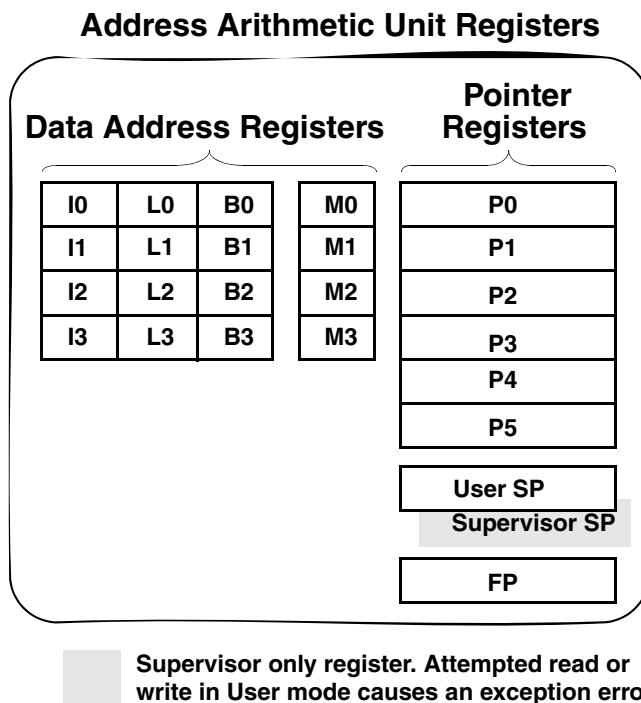 Address Arithmetic Unit Registers
Data Address Registers
Pointer
Registers
I0 L0 B0 M0 P0
I1 L1 B1 M1 P1
I2 L2 B2 M2 P2
I3 L3 B3 M3 P3
P4
P5
User SP
Supervisor SP
FP
Supervisor only register. Attempted read or
write in User mode causes an exception erro